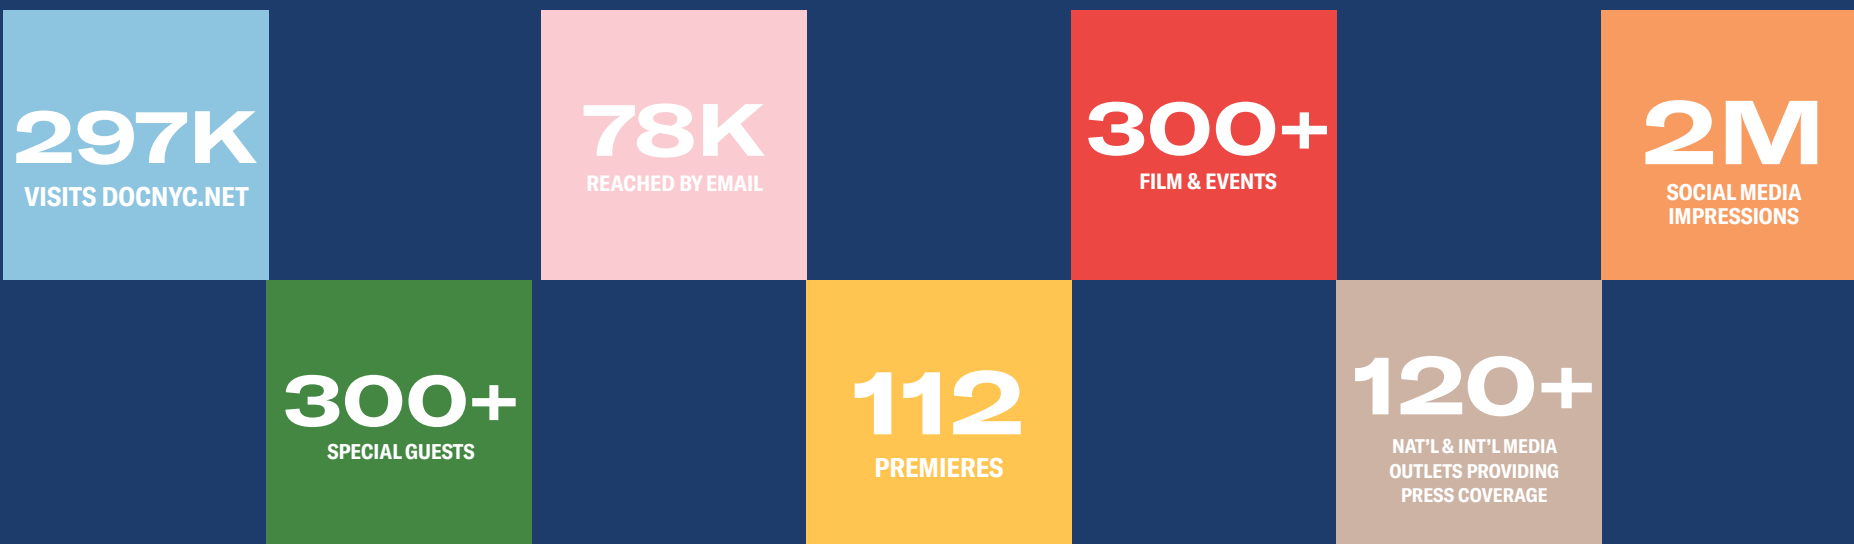 297K
VISITS DOCNYC.NET
78K
REACHED BY EMAIL
300+
FILM & EVENTS
2M
SOCIAL MEDIA
IMPRESSIONS
300+
SPECIAL GUESTS
112
PREMIERES
120+
NAT'L & INT'L MEDIA
OUTLETS PROVIDING
PRESS COVERAGE